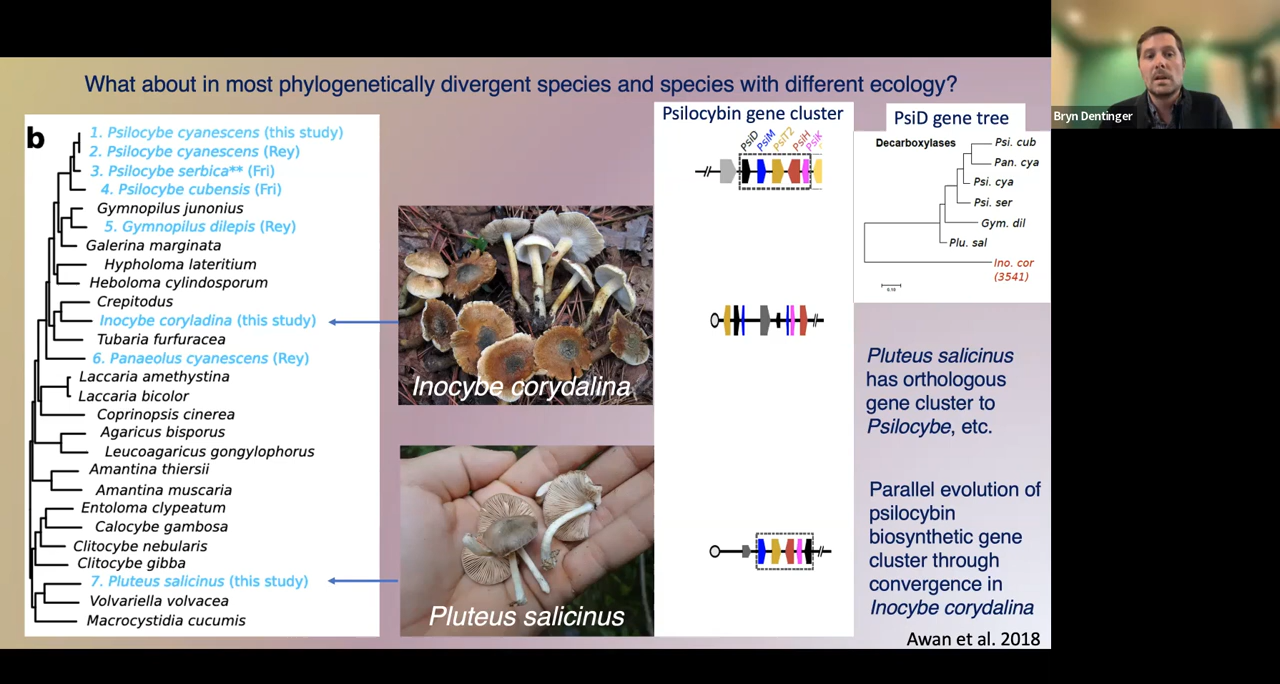 What about in most phylogenetically divergent species and species with different ecology?
b
1. Psilocybe cyanescens (this study)
2. Psilocybe cyanescens (Rey)
3. Psilocybe serbica** (Fri)
4. Psilocybe cubensis (Fri)
Gymnopilus junonius
5. Gymnopilus dilepis (Rey)
Galerina marginata
Hypholoma lateritium
Heboloma cylindosporum
Crepitodus
Inocybe coryladina (this study)
Tubaria furfuracea
6. Panaeolus cyanescens (Rey)
Laccaria amethystina
Laccaria bicolor
Coprinopsis cinerea
Agaricus bisporus
Leucoagaricus gongylophorus
Amantina thiersii
Amantina muscaria
Entoloma clypeatum
Calocybe gambosa
Clitocybe nebularis
Clitocybe gibba
7. Pluteus salicinus (this study)
Volvariella volvacea
Macrocystidia cucumis
Inocybe corydalina
Pluteus salicinus
Psilocybin gene cluster
PsiD
PsiM
PsiT2
PsiH
PsiK
PsiD gene tree
Decarboxylases
Psi. cub
Pan. cya
Psi. cya
Psi. ser
Gym. dil
Plu. sal
Ino. cor
(3541)
Pluteus salicinus
has orthologous
gene cluster to
Psilocybe, etc.
Parallel evolution of
psilocybin
biosynthetic gene
cluster through
convergence in
Inocybe corydalina
Awan et al. 2018
Bryn Dentinger